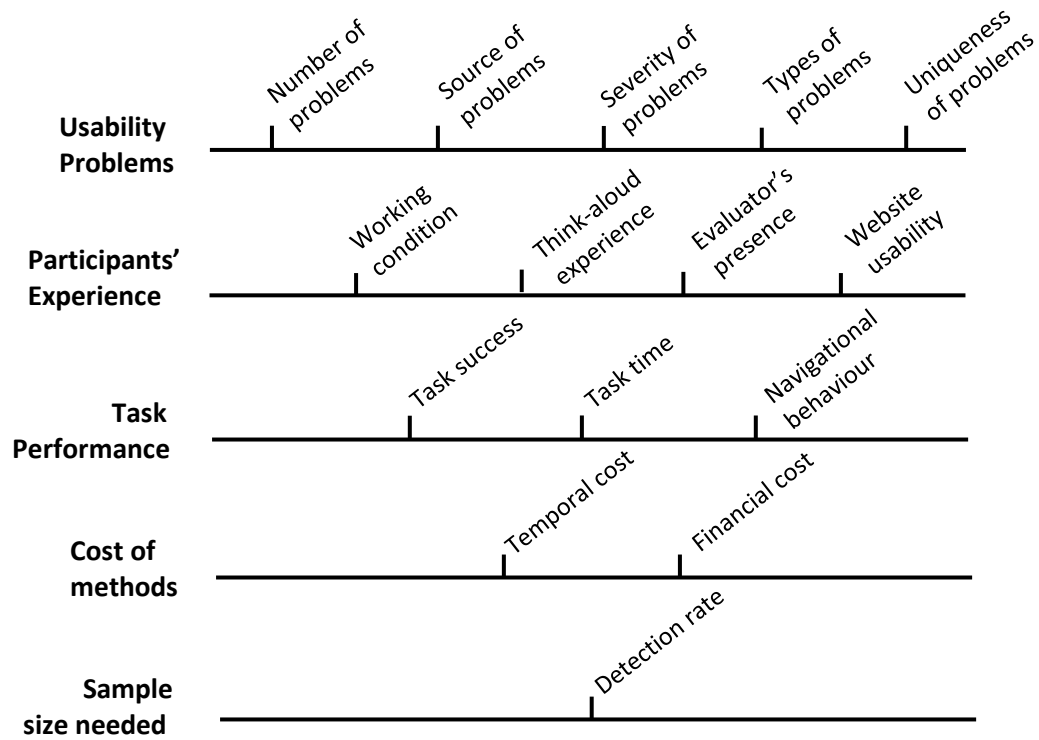 Number of
problems
Source of
problems
Severity of
problems
Types of
problems
Uniqueness
of problems
Usability
Problems
Working
condition
Think-aloud
experience
Evaluator’s
presence
Website
usability
Participants’
Experience
Task success
Task time
Navigational
behaviour
Task
Performance
Temporal cost
Financial cost
Cost of
methods
Detection rate
Sample
size needed